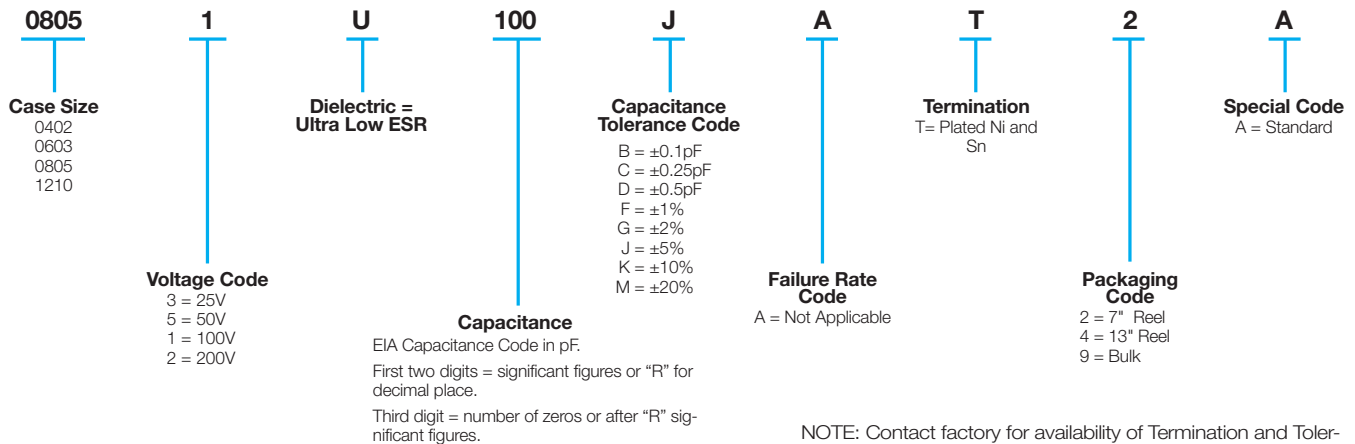 0805 1 U 100 J A T 2 A
Case Size
0402
0603
0805
1210
Voltage Code
3 = 25V
5 = 50V
1 = 100V
2 = 200V
Dielectric =
Ultra Low ESR
Capacitance
EIA Capacitance Code in pF.
First two digits = significant figures or “R” for
decimal place.
Third digit = number of zeros or after “R” sig-
nificant figures.
Capacitance
Tolerance Code
B = ±0.1pF
C = ±0.25pF
D = ±0.5pF
F = ±1%
G = ±2%
J = ±5%
K = ±10%
M = ±20%
Failure Rate
Code
A = Not Applicable
Termination
T= Plated Ni and
Sn
Packaging
Code
2 = 7" Reel
4 = 13" Reel
9 = Bulk
Special Code
A = Standard
NOTE: Contact factory for availability of Termination and Toler-